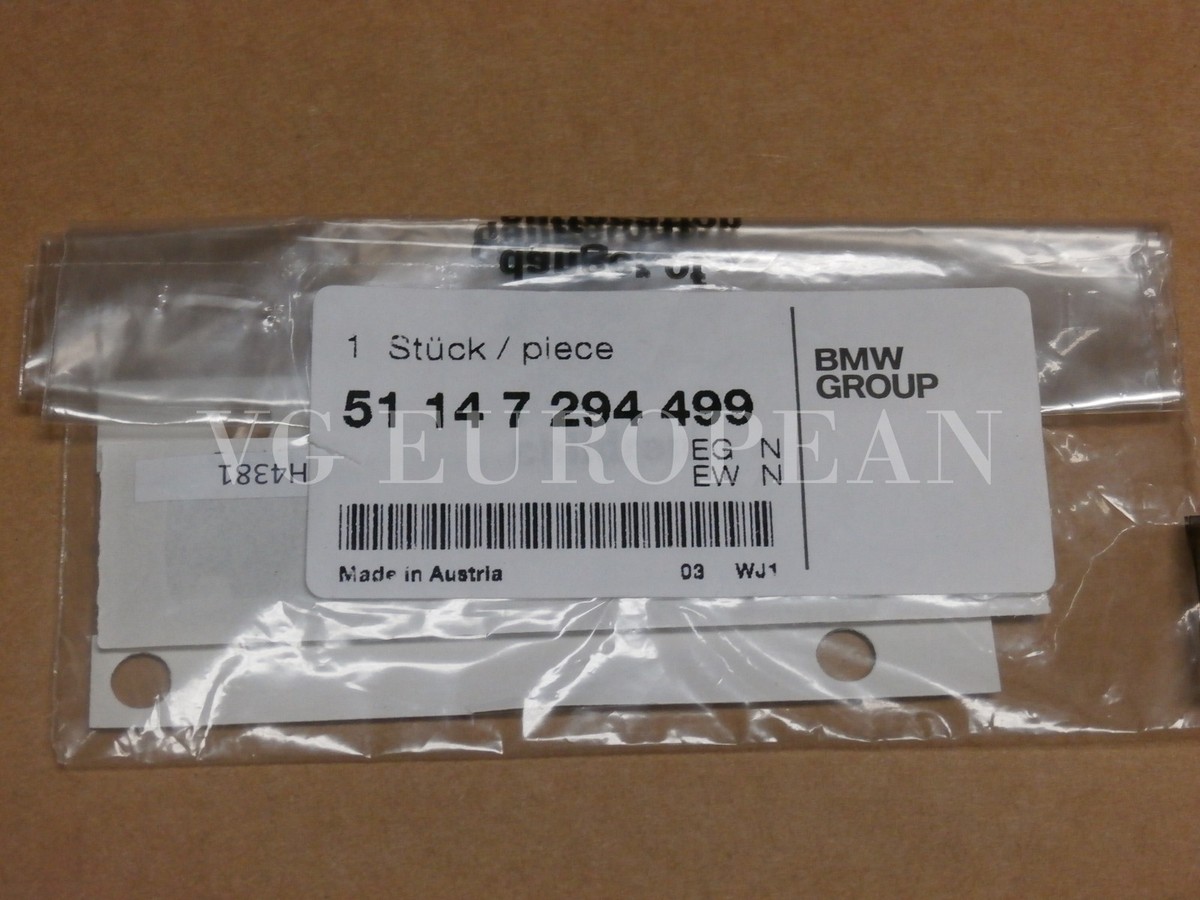 1 Stück / piece
51 14 7 294 499
EG N
EW N
Made in Austria 03 WJ1
BMW
GROUP
H4381
VG EUROPEAN